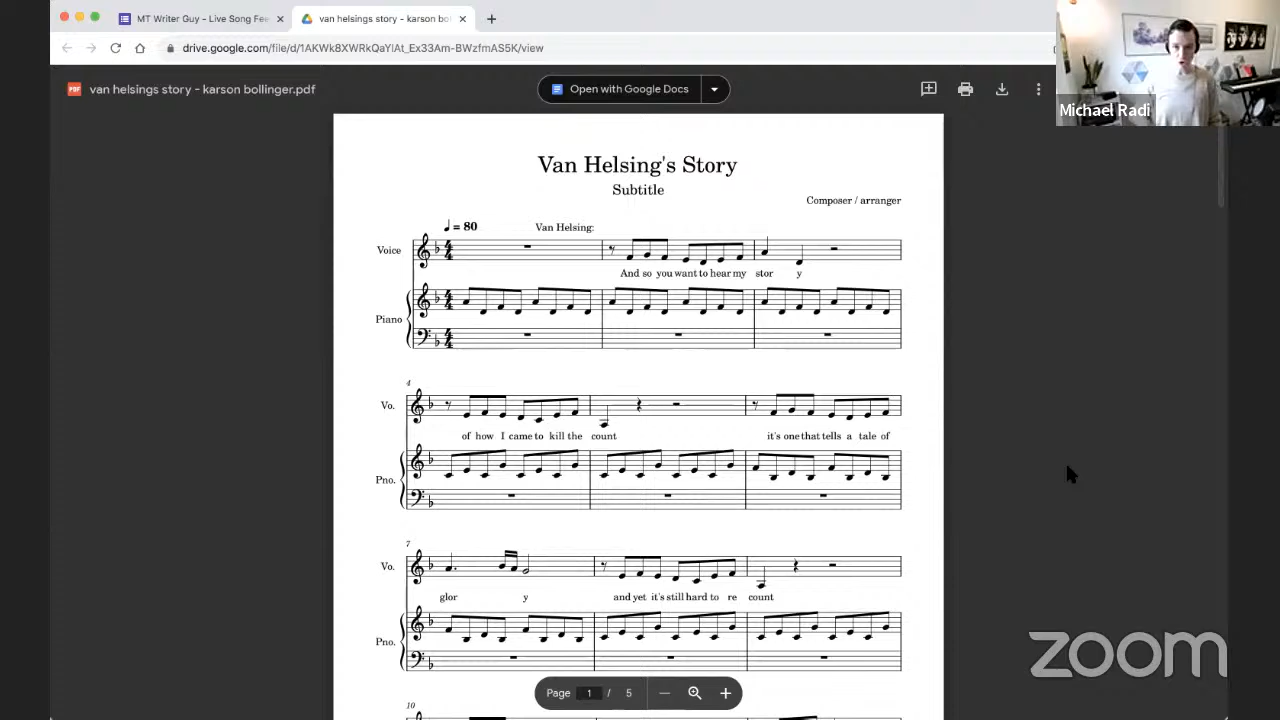 MT Writer Guy - Live Song Fee
van helsings story - karson bol
drive.google.com/file/d/1AKWk8XWRkQaYlAt_Ex33Am-BWzfmAS5K/view
PDF van helsings story - karson bollinger.pdf
Open with Google Docs
Michael Radi
Van Helsing's Story
Subtitle
Composer / arranger
= 80
Van Helsing:
Voice
And so you want to hear my stor y
Piano
4
Vo.
of how I came to kill the count it's one that tells a tale of
Pno.
7
Vo.
glor y and yet it's still hard to re count
Pno.
10
Page 1 / 5
zoom